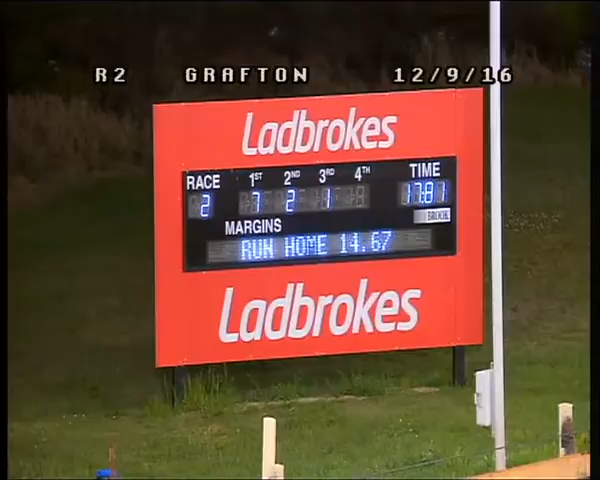 R2 GRAFTON 12/9/16
Ladbrokes
RACE 1ST 2ND 3RD 4TH TIME
2 7 2 1 17.81
MARGINS
RUN HOME 14.67
Ladbrokes